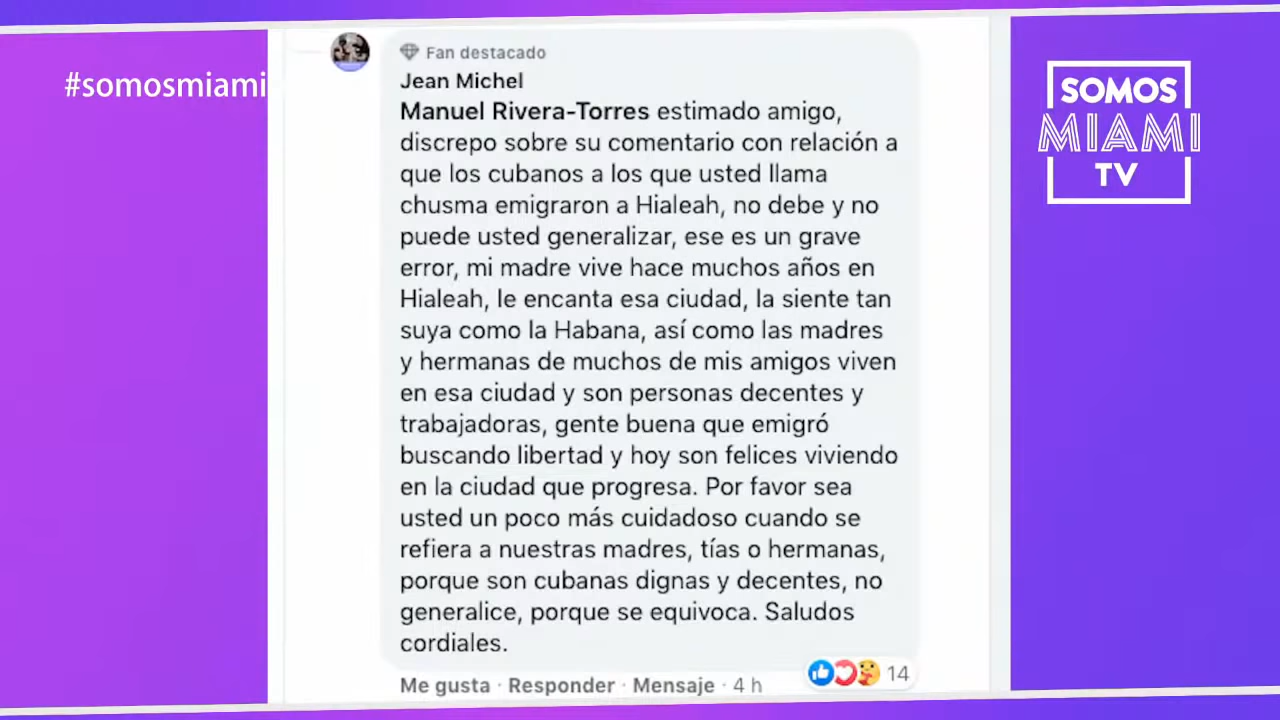 #somosmiami
SOMOS
MIAMI
TV
Fan destacado
Jean Michel
Manuel Rivera-Torres estimado amigo,
discrepo sobre su comentario con relación a
que los cubanos a los que usted llama
chusma emigraron a Hialeah, no debe y no
puede usted generalizar, ese es un grave
error, mi madre vive hace muchos años en
Hialeah, le encanta esa ciudad, la siente tan
suya como la Habana, así como las madres
y hermanas de muchos de mis amigos viven
en esa ciudad y son personas decentes y
trabajadoras, gente buena que emigró
buscando libertad y hoy son felices viviendo
en la ciudad que progresa. Por favor sea
usted un poco más cuidadoso cuando se
refiera a nuestras madres, tías o hermanas,
porque son cubanas dignas y decentes, no
generalice, porque se equivoca. Saludos
cordiales.
Me gusta · Responder · Mensaje · 4 h
14